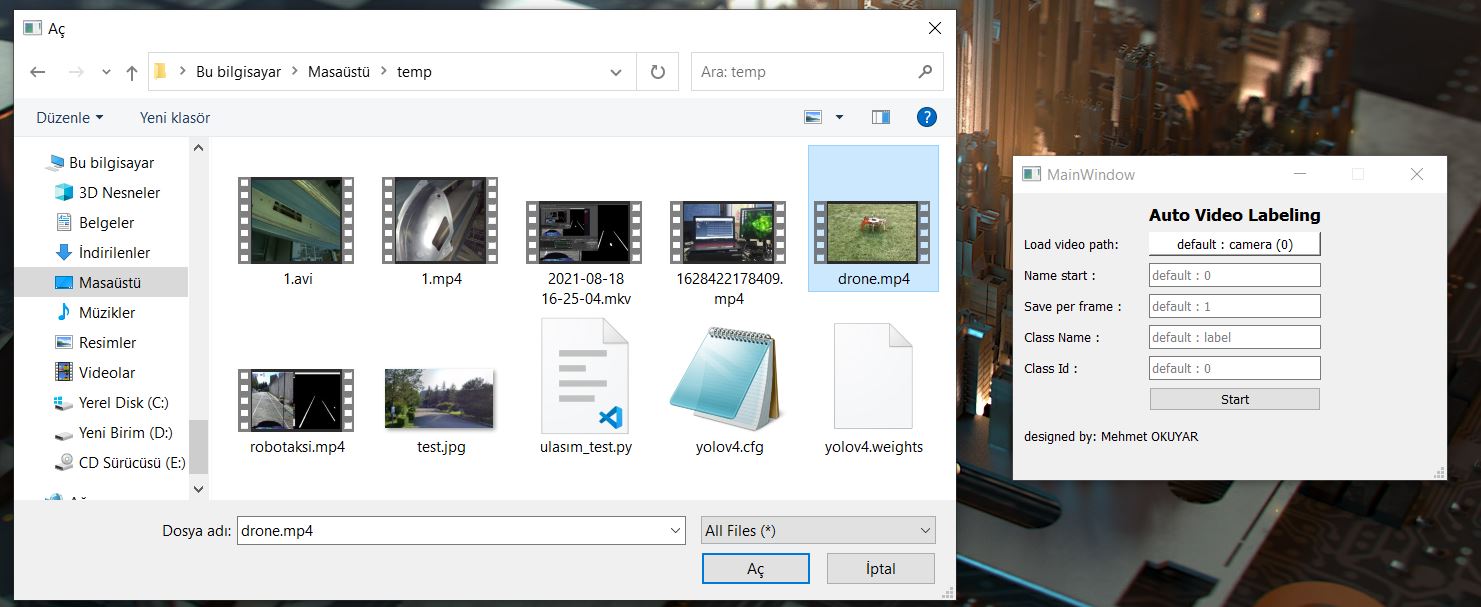 Aç
Bu bilgisayar
Masaüstü
temp
Ara: temp
Düzenle
Yeni klasör
?
Bu bilgisayar
3D Nesneler
Belgeler
İndirilenler
Masaüstü
Müzikler
Resimler
Videolar
Yerel Disk (C:)
Yeni Birim (D:)
CD Sürücüsü (E:)
1.avi
1.mp4
2021-08-18
16-25-04.mkv
1628422178409.
mp4
drone.mp4
robotaksi.mp4
test.jpg
ulasım_test.py
yolov4.cfg
yolov4.weights
Dosya adı:
drone.mp4
All Files (*)
Aç
İptal
MainWindow
Auto Video Labeling
Load video path:
default : camera (0)
Name start :
default : 0
Save per frame :
default : 1
Class Name :
default : label
Class Id :
default : 0
Start
designed by: Mehmet OKUYAR